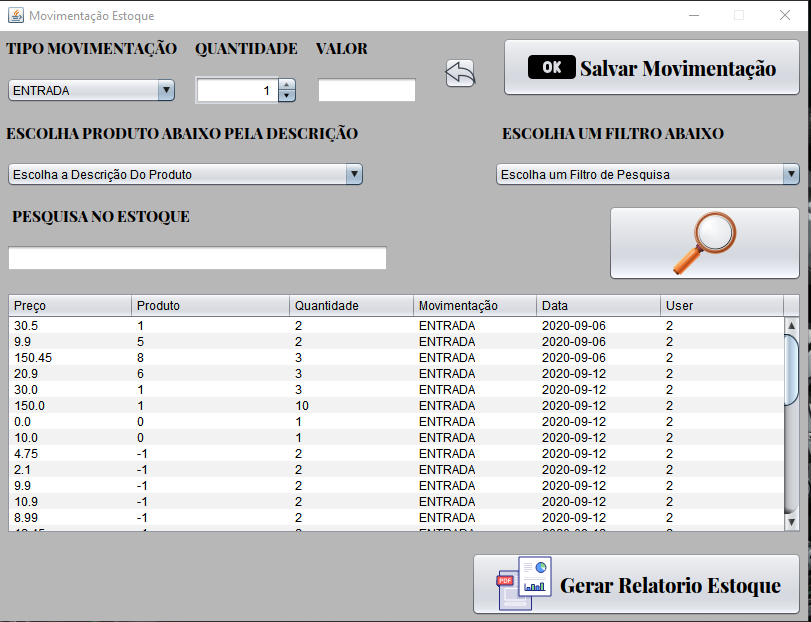 Movimentação Estoque
TIPO MOVIMENTAÇÃO QUANTIDADE VALOR
ENTRADA 1
OK Salvar Movimentação
ESCOLHA PRODUTO ABAIXO PELA DESCRIÇÃO ESCOLHA UM FILTRO ABAIXO
Escolha a Descrição Do Produto Escolha um Filtro de Pesquisa
PESQUISA NO ESTOQUE
Preço Produto Quantidade Movimentação Data User
30.5 1 2 ENTRADA 2020-09-06 2
9.9 5 2 ENTRADA 2020-09-06 2
150.45 8 3 ENTRADA 2020-09-06 2
20.9 6 3 ENTRADA 2020-09-12 2
30.0 1 3 ENTRADA 2020-09-12 2
150.0 1 10 ENTRADA 2020-09-12 2
0.0 0 1 ENTRADA 2020-09-12 2
10.0 0 1 ENTRADA 2020-09-12 2
4.75 -1 2 ENTRADA 2020-09-12 2
2.1 -1 2 ENTRADA 2020-09-12 2
9.9 -1 2 ENTRADA 2020-09-12 2
10.9 -1 2 ENTRADA 2020-09-12 2
8.99 -1 2 ENTRADA 2020-09-12 2
PDF Gerar Relatorio Estoque